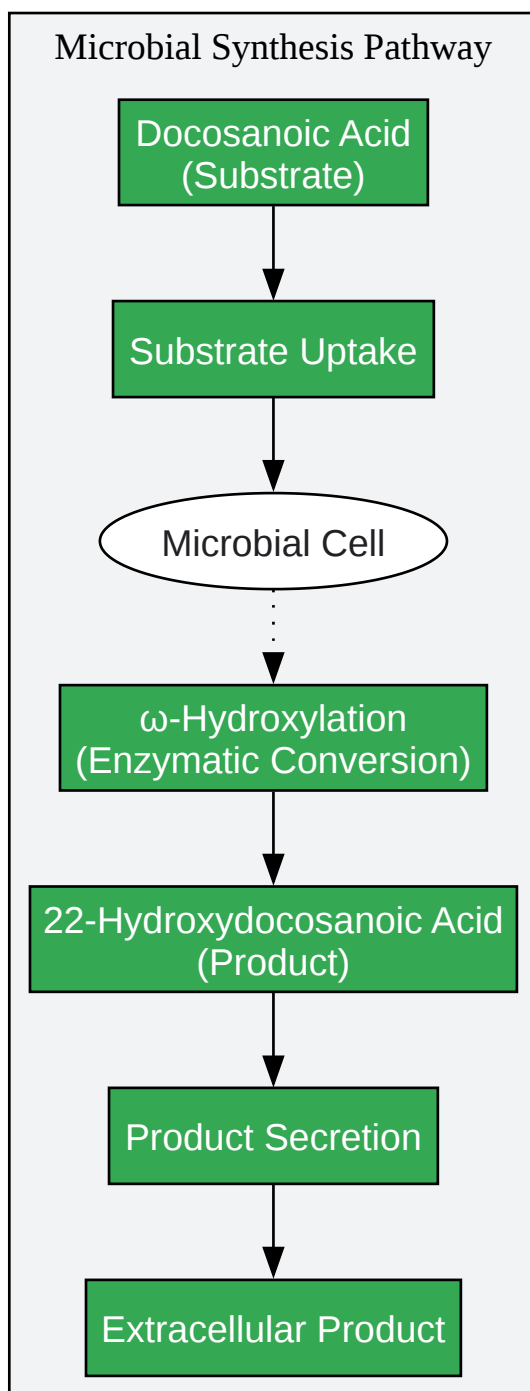 Microbial Synthesis Pathway
Docosanoic Acid
(Substrate)
Substrate Uptake
Microbial Cell
ω-Hydroxylation
(Enzymatic Conversion)
22-Hydroxydocosanoic Acid
(Product)
Product Secretion
Extracellular Product